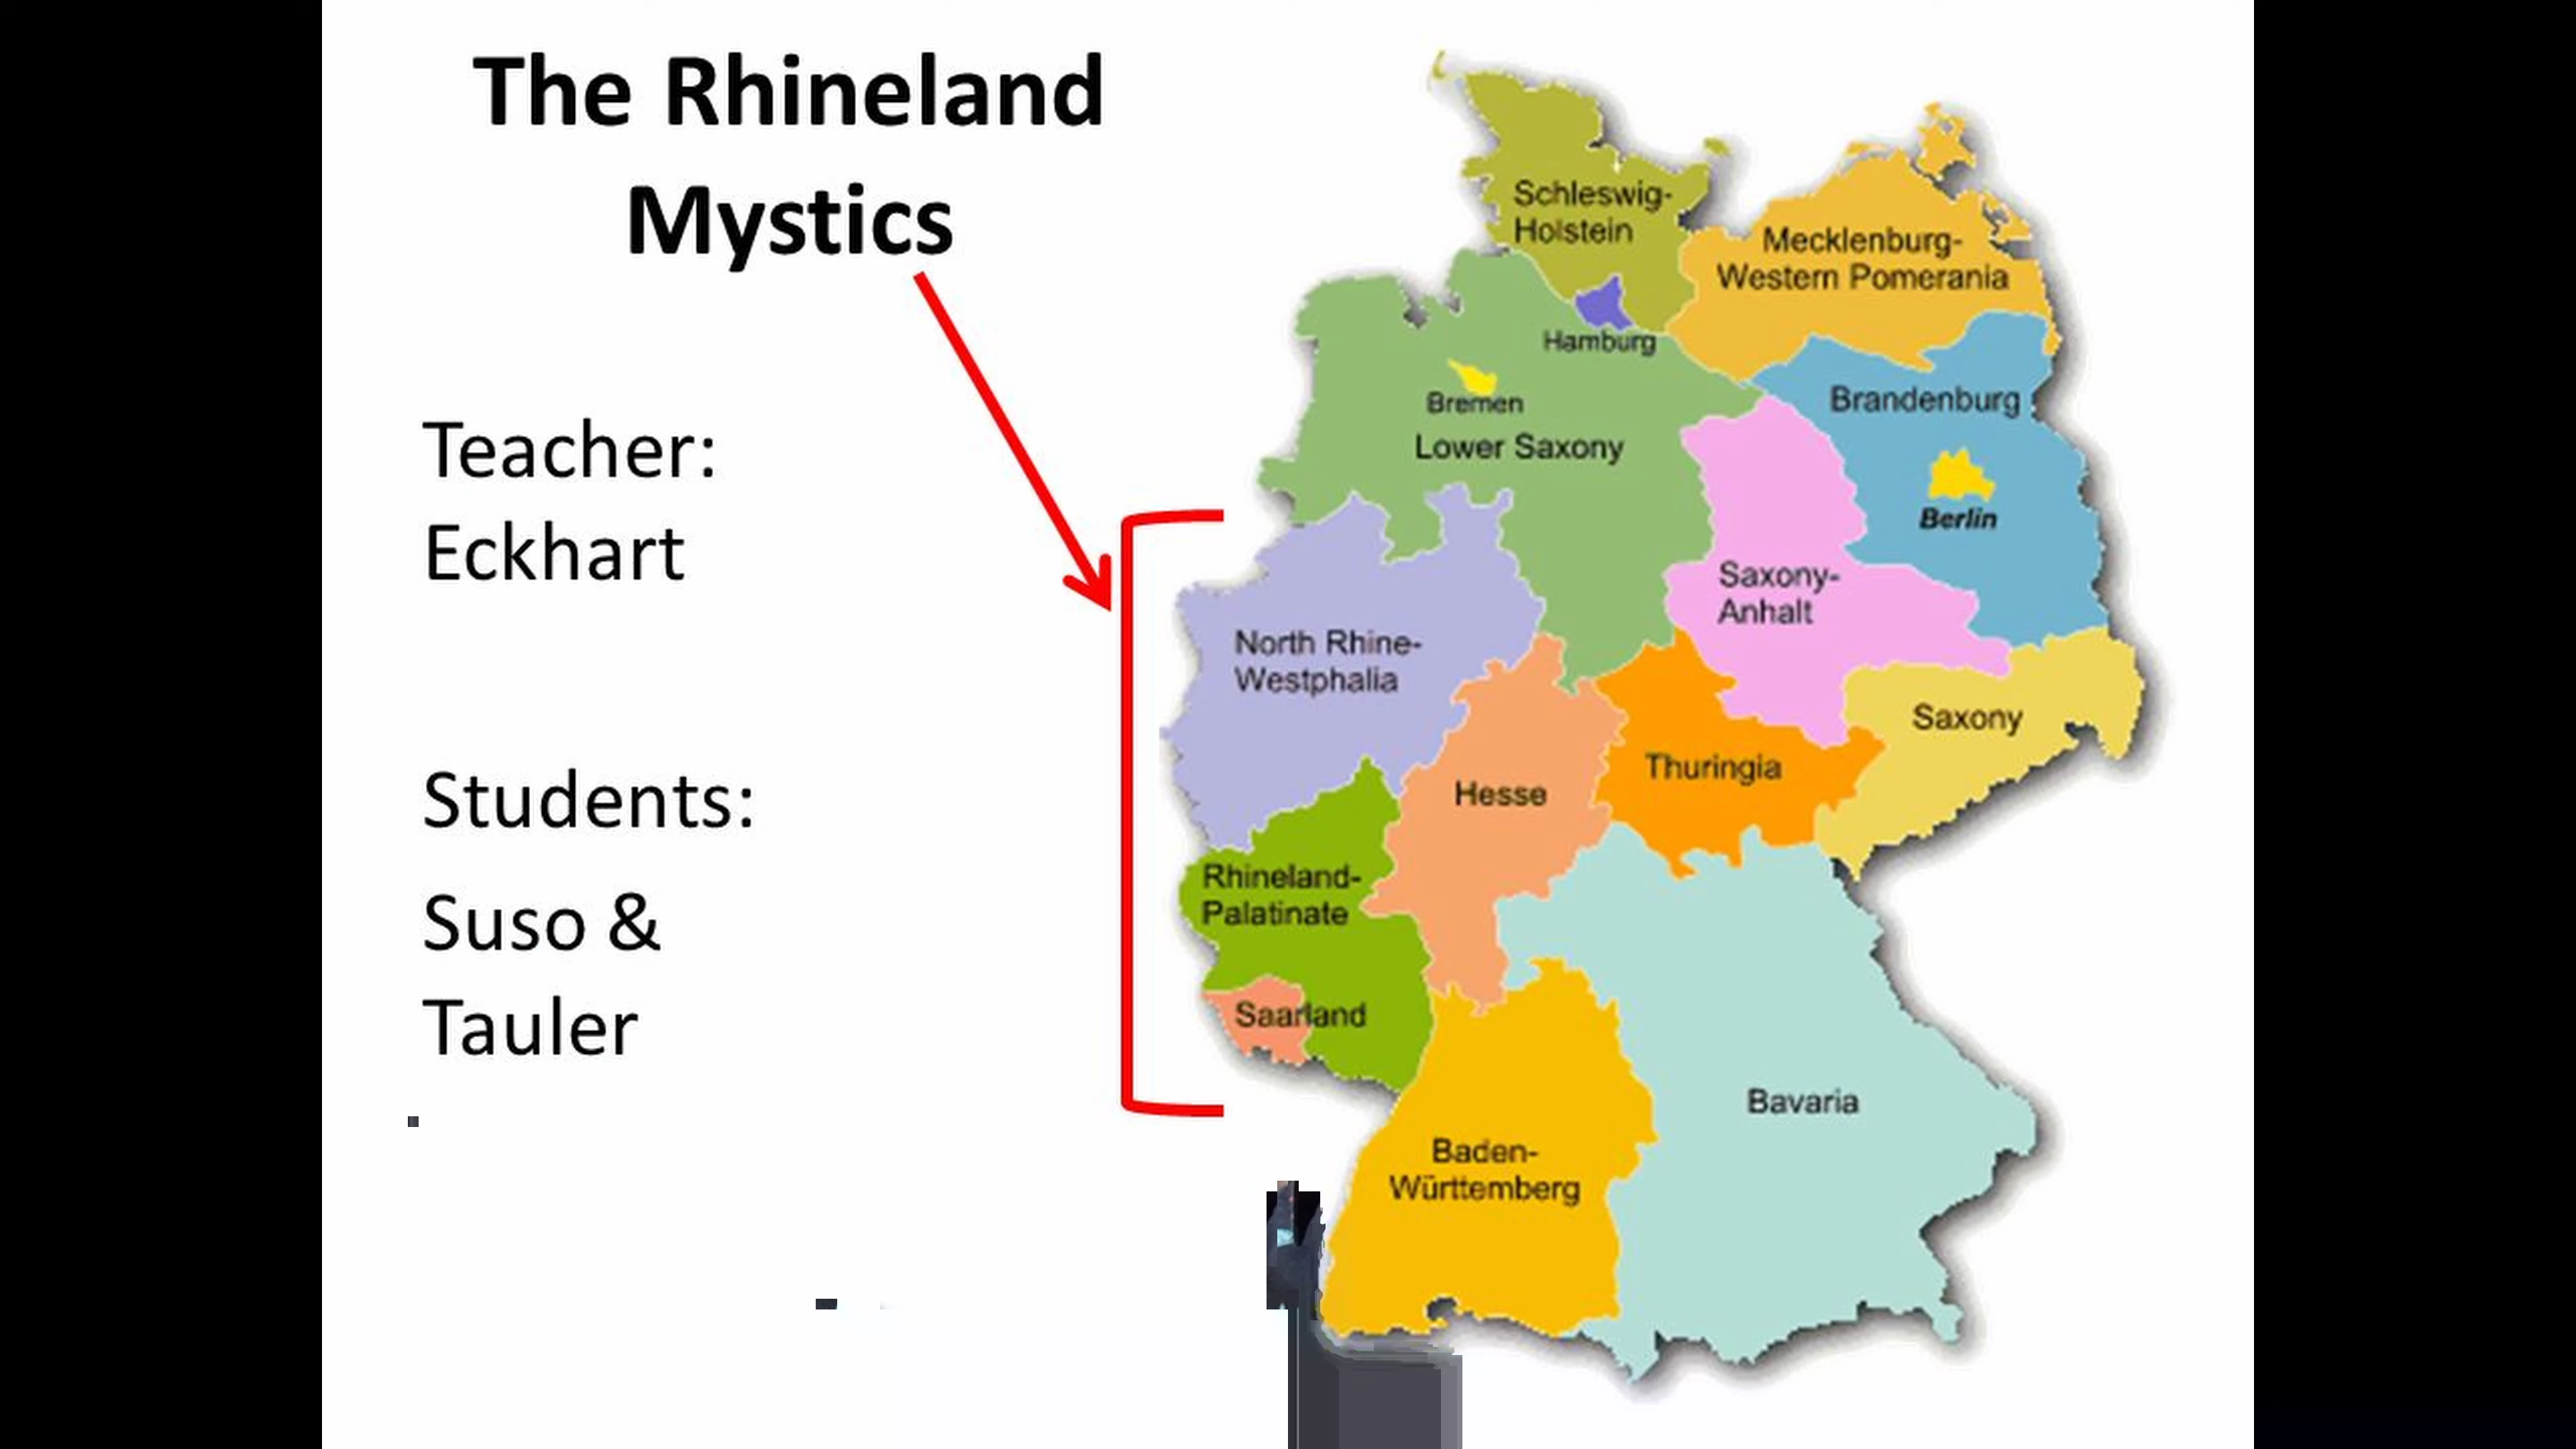 The Rhineland
Mystics
Teacher:
Eckhart
Students:
Suso &
Tauler
Schleswig-
Holstein
Mecklenburg-
Western Pomerania
Hamburg
Bremen
Lower Saxony
Brandenburg
Berlin
Saxony-
Anhalt
North Rhine-
Westphalia
Saxony
Thuringia
Hesse
Rhineland-
Palatinate
Saarland
Bavaria
Baden-
Württemberg